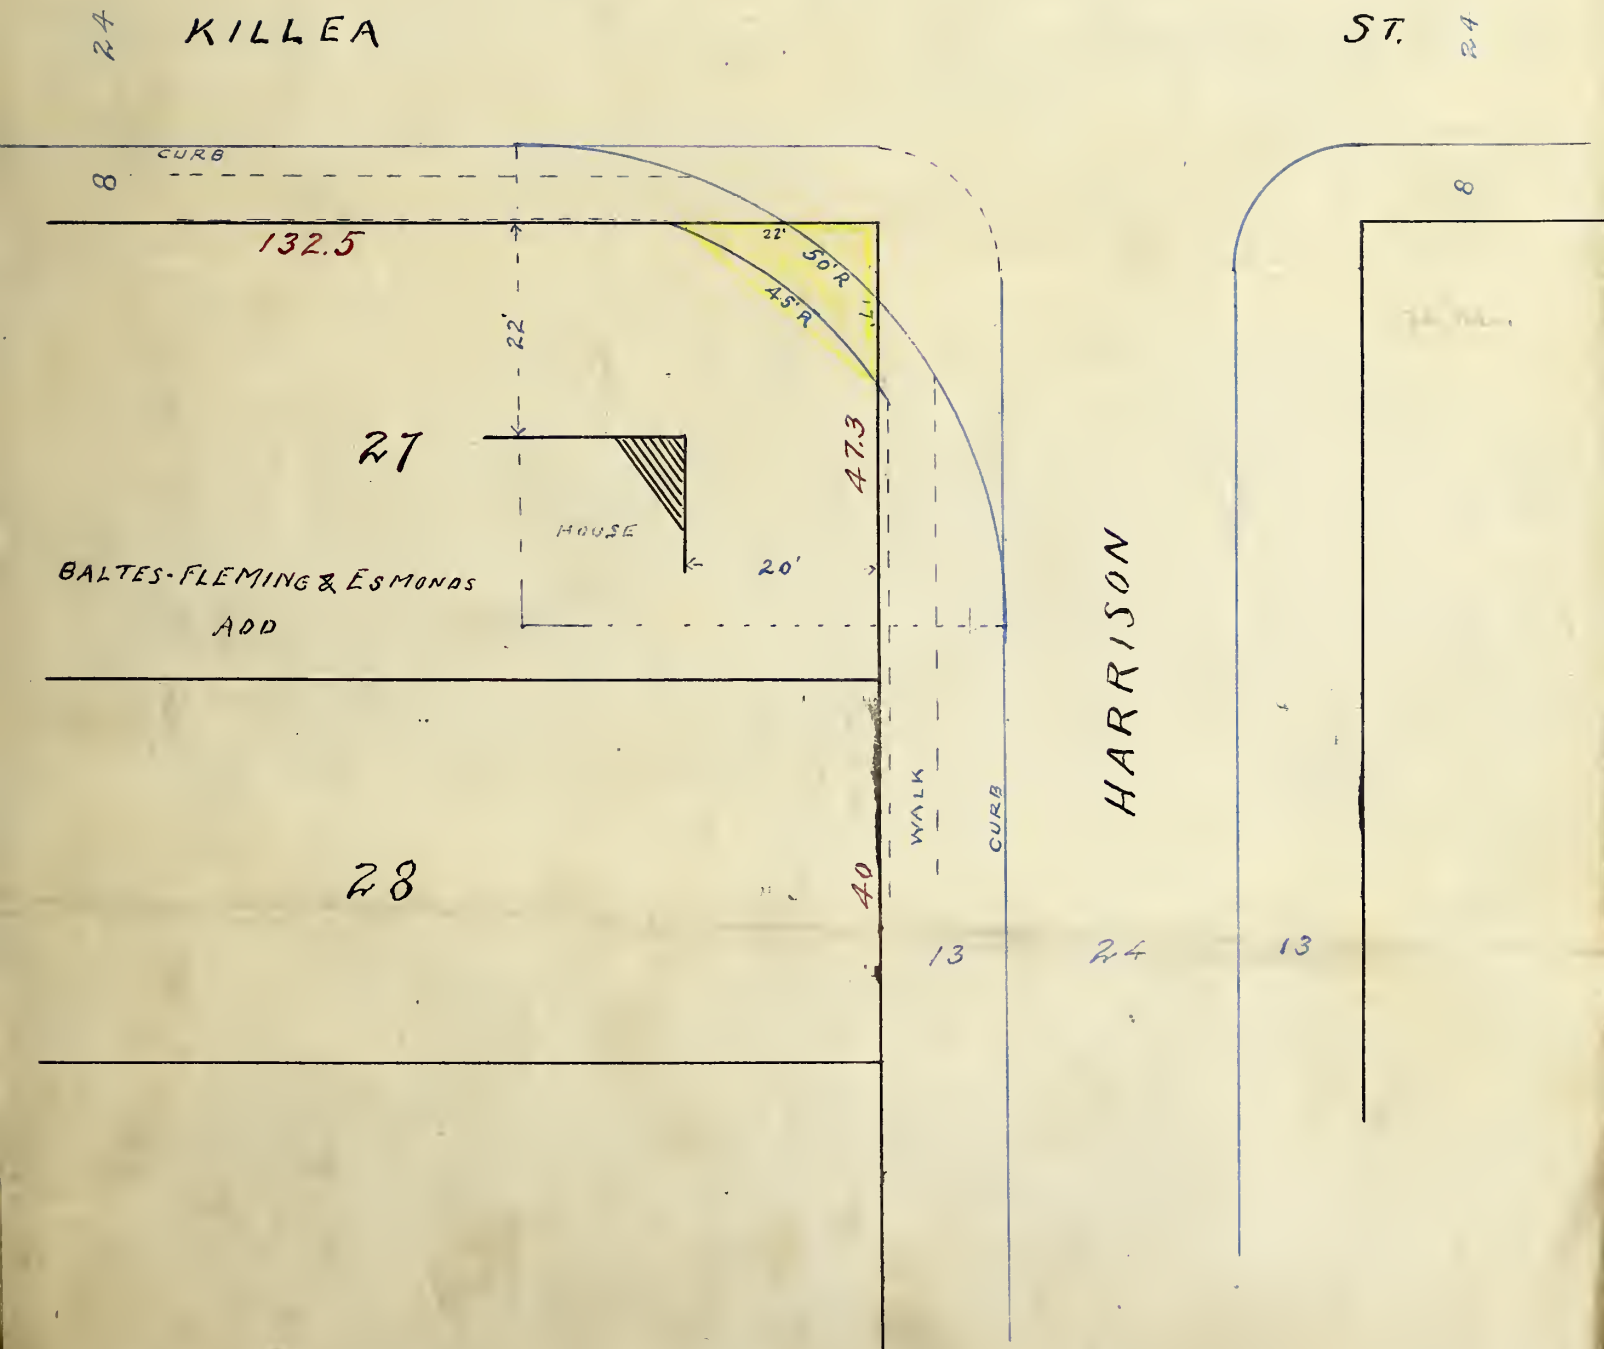 24 KILLEA ST. 24
CURB
8 8
132.5
22'
50'R
45'R
22'
27
47.3
HOUSE
20'
BALTES-FLEMING & ESMONDS
ADD
HARRISON
WALK
CURB
28
40
13 24 13